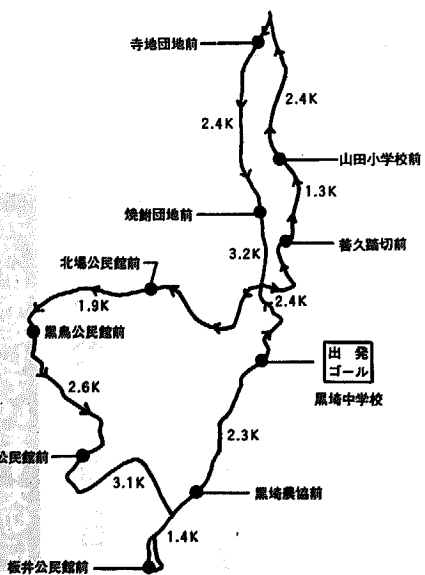 寺地団地前
2.4K
2.4K
山田小学校前
焼鮒団地前
1.3K
善久踏切前
北場公民館前
3.2K
1.9K
2.4K
黒鳥公民館前
出発
ゴール
黒埼中学校
2.6K
2.3K
公民館前
3.1K
黒埼農協前
1.4K
板井公民館前